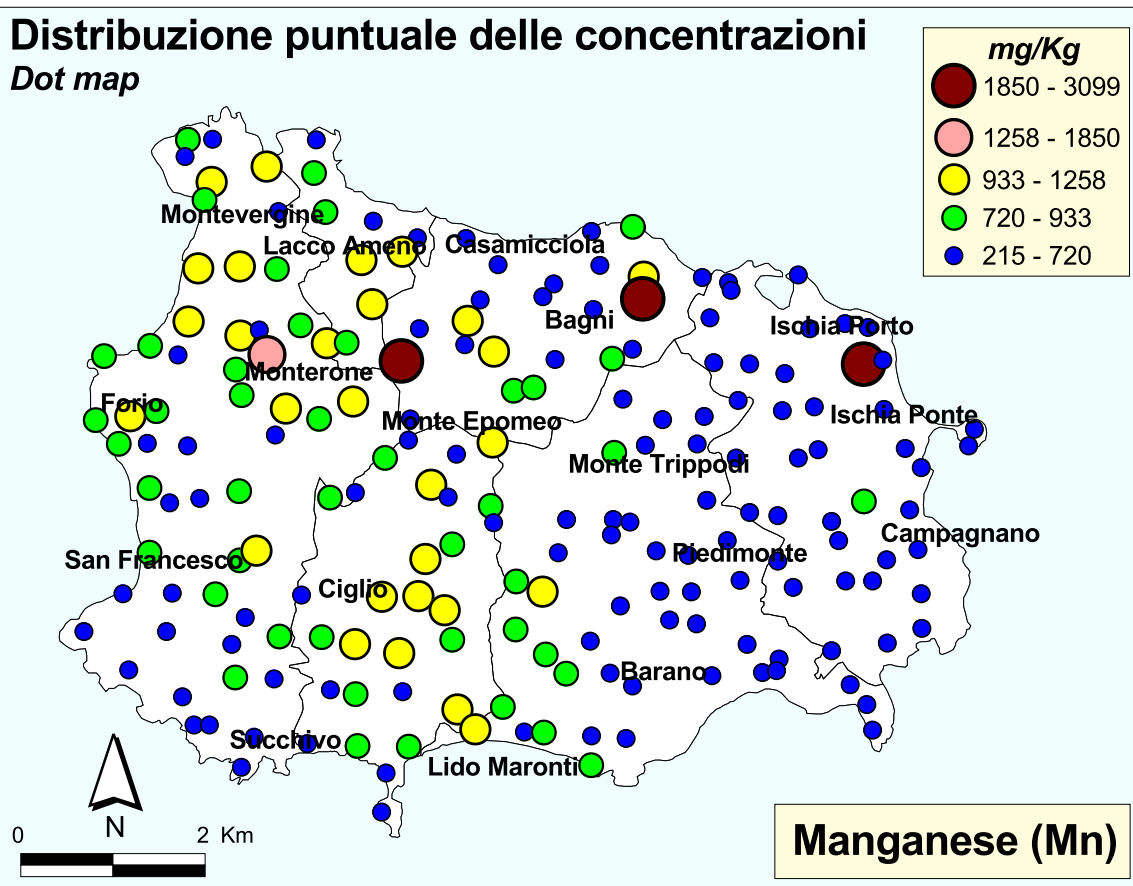 Distribuzione puntuale delle concentrazioni
Dot map
mg/Kg
1850 - 3099
1258 - 1850
933 - 1258
720 - 933
215 - 720
Montevergine
Lacco Ameno
Casamicciola
Bagni
Ischia Porto
Monterone
Forio
Monte Epomeo
Ischia Ponte
Monte Trippodi
Campagnano
San Francesco
Piedimonte
Ciglio
Barano
Succhivo
Lido Maronti
N
0 2 Km
Manganese (Mn)